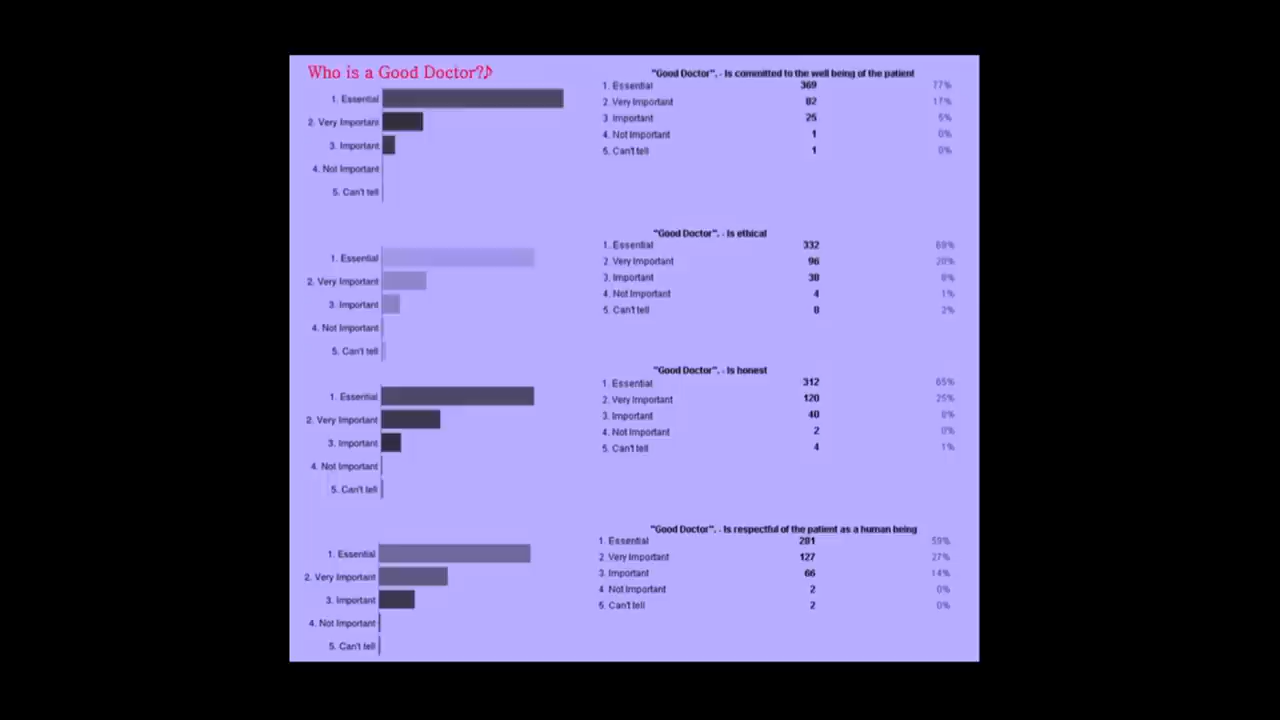 Who is a Good Doctor?♪
1. Essential
2. Very Important
3. Important
4. Not Important
5. Can't tell
"Good Doctor". - Is committed to the well being of the patient
1. Essential 369 77%
2. Very Important 82 17%
3 Important 25 5%
4. Not Important 1 0%
5. Can't tell 1 0%
1. Essential
2. Very Important
3. Important
4. Not Important
5. Can't tell
"Good Doctor". - Is ethical
1. Essential 332 69%
2. Very Important 96 20%
3. Important 38 8%
4. Not Important 4 1%
5. Can't tell 8 2%
1. Essential
2. Very Important
3. Important
4. Not Important
5. Can't tell
"Good Doctor". - Is honest
1. Essential 312 65%
2. Very Important 120 25%
3. Important 40 8%
4. Not Important 2 0%
5. Can't tell 4 1%
1. Essential
2. Very Important
3. Important
4. Not Important
5. Can't tell
"Good Doctor". - Is respectful of the patient as a human being
1. Essential 281 59%
2. Very Important 127 27%
3. Important 66 14%
4 Not Important 2 0%
5. Can't tell 2 0%